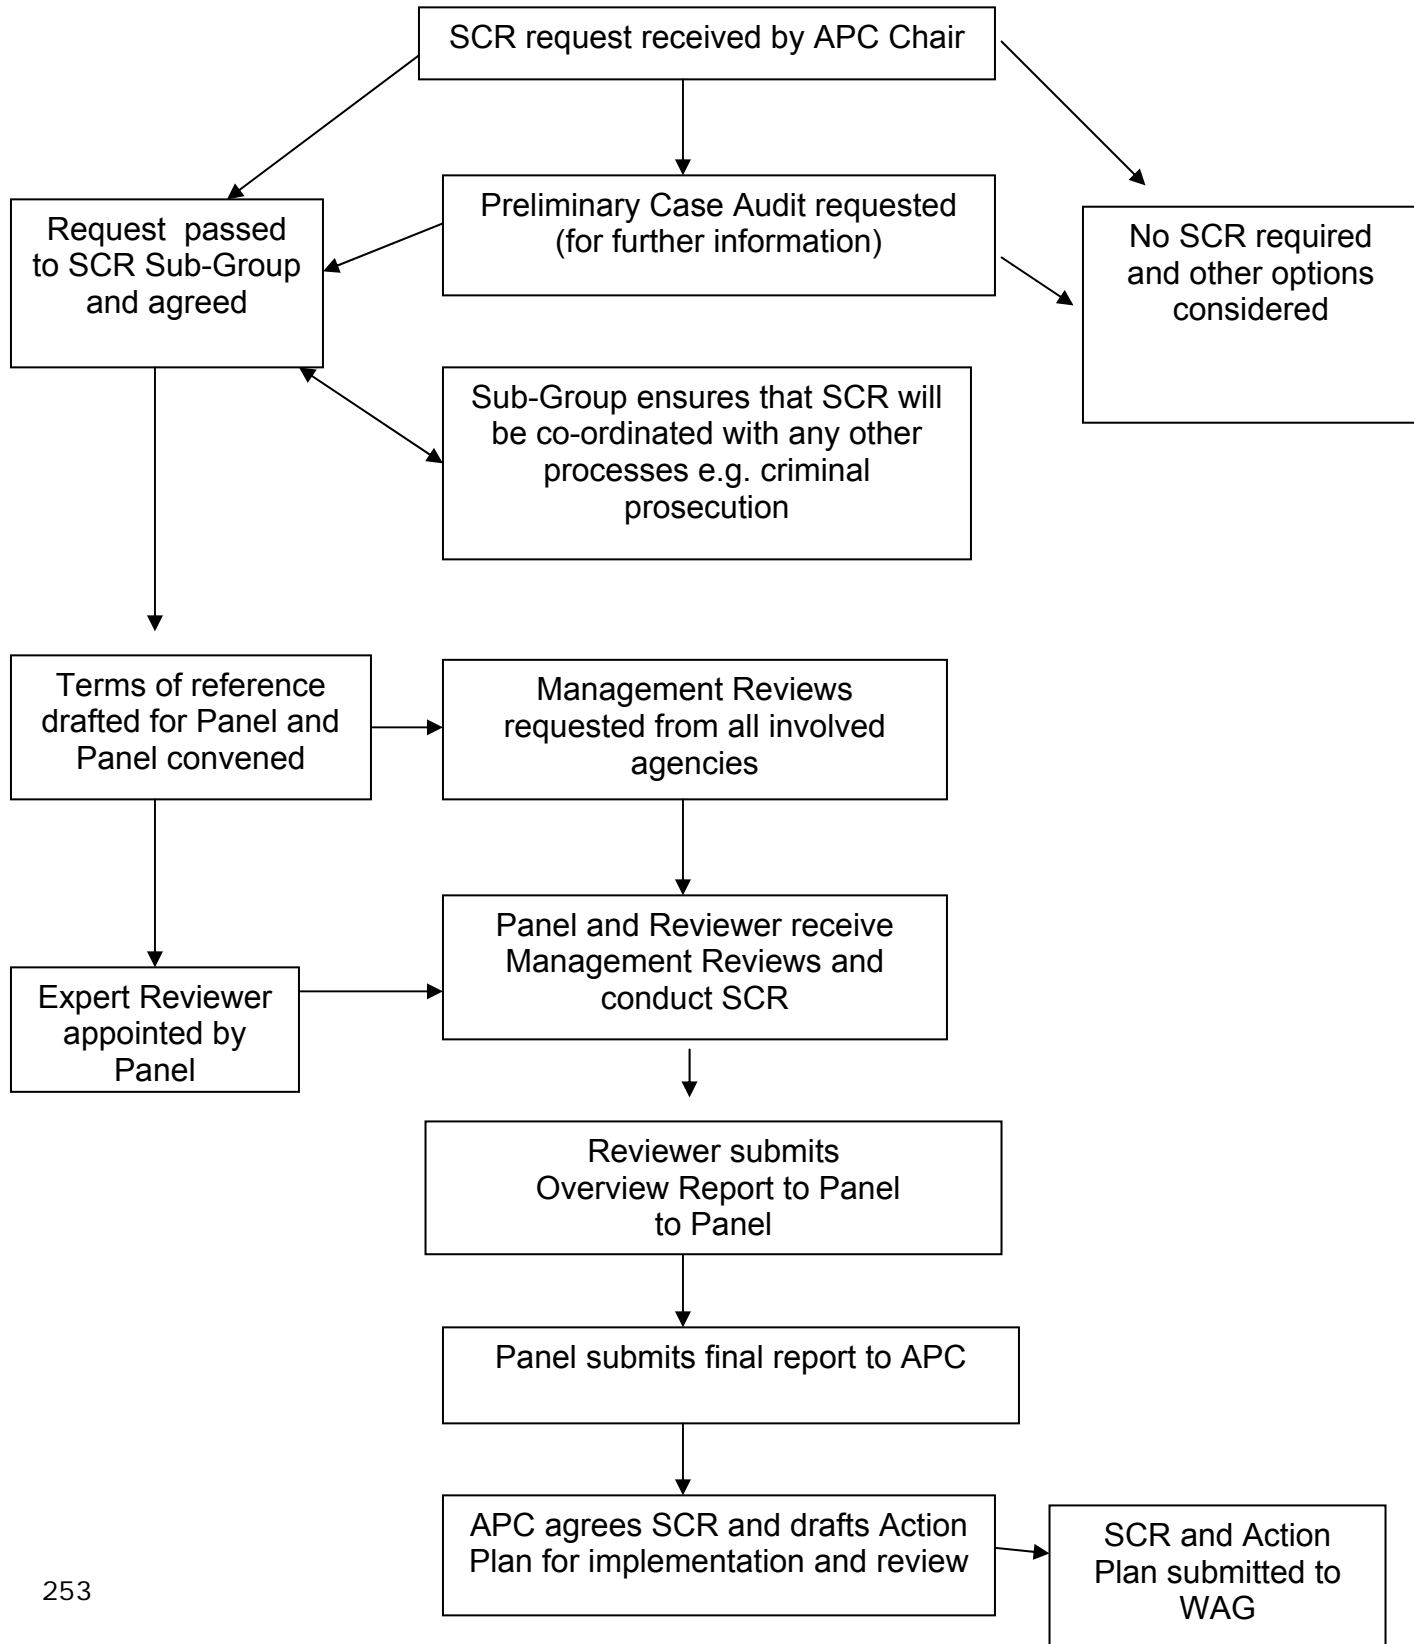 SCR request received by APC Chair
Preliminary Case Audit requested
(for further information)
Request passed
to SCR Sub-Group
and agreed
No SCR required
and other options
considered
Sub-Group ensures that SCR will
be co-ordinated with any other
processes e.g. criminal
prosecution
Terms of reference
drafted for Panel and
Panel convened
Management Reviews
requested from all involved
agencies
Panel and Reviewer receive
Management Reviews and
conduct SCR
Expert Reviewer
appointed by
Panel
Reviewer submits
Overview Report to Panel
to Panel
Panel submits final report to APC
APC agrees SCR and drafts Action
Plan for implementation and review
SCR and Action
Plan submitted to
WAG
253